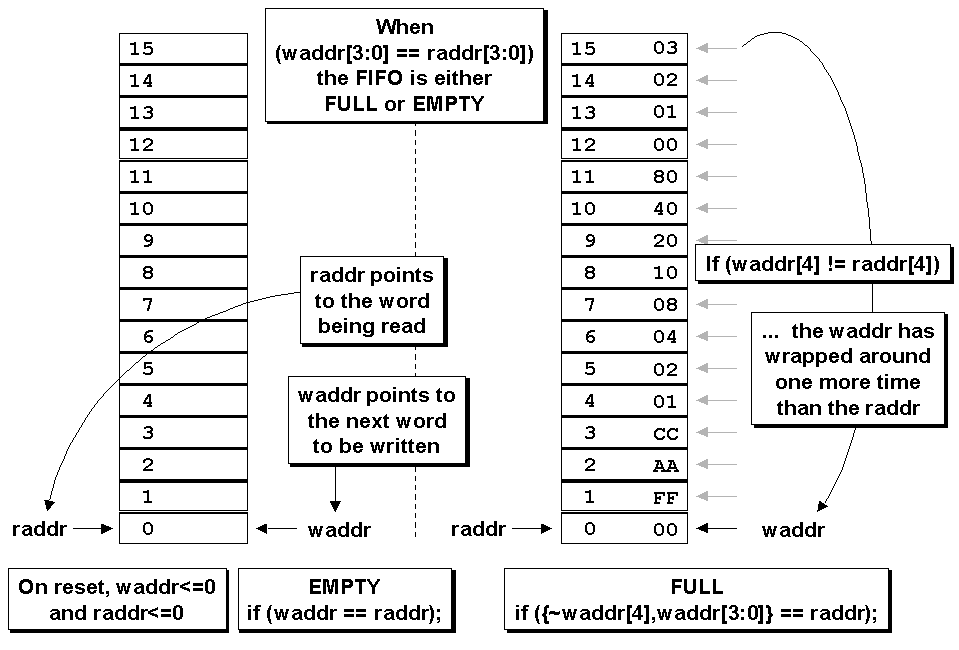 When
(waddr[3:0] == raddr[3:0])
the FIFO is either
FULL or EMPTY
15
14
13
12
11
10
9
8
7
6
5
4
3
2
1
0
raddr points
to the word
being read
waddr points to
the next word
to be written
raddr
waddr
15 03
14 02
13 01
12 00
11 80
10 40
9 20
8 10
7 08
6 04
5 02
4 01
3 CC
2 AA
1 FF
0 00
raddr
waddr
If (waddr[4] != raddr[4])
... the waddr has
wrapped around
one more time
than the raddr
On reset, waddr<=0
and raddr<=0
EMPTY
if (waddr == raddr);
FULL
if ({~waddr[4],waddr[3:0]} == raddr);